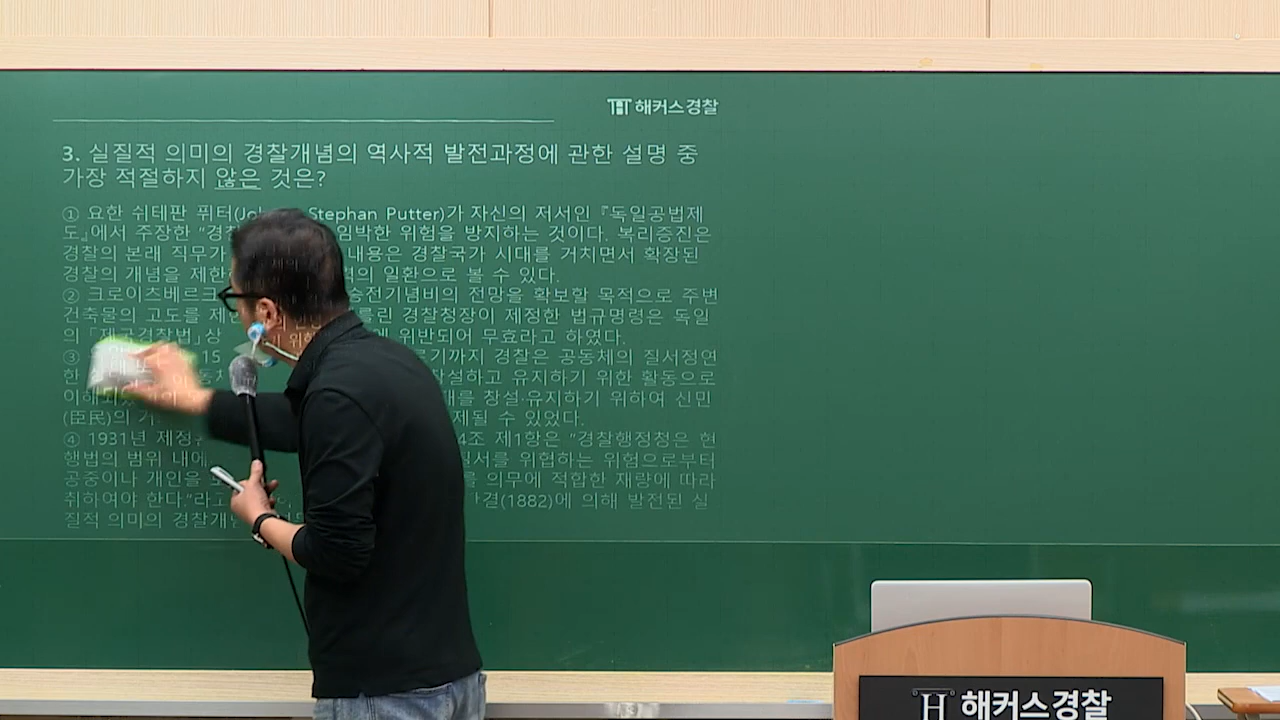 해커스경찰
3. 실질적 의미의 경찰개념의 역사적 발전과정에 관한 설명 중
가장 적절하지 않은 것은?
① 요한 쉬테판 퓌터(Jo Stephan Putter)가 자신의 저서인 『독일공법제
도』에서 주장한 "경찰 임박한 위험을 방지하는 것이다. 복리증진은
경찰의 본래 직무가 내용은 경찰국가 시대를 거치면서 확장된
경찰의 개념을 제한 의 일환으로 볼 수 있다.
② 크로이츠베르크 승전기념비의 전망을 확보할 목적으로 주변
건축물의 고도를 제한 경찰청장이 제정한 법규명령은 독일
의 「제국경찰법」상 에 위반되어 무효라고 하였다.
③ 15 기까지 경찰은 공동체의 질서정연
한 창설하고 유지하기 위한 활동으로
이해 를 창설·유지하기 위하여 신민
(臣民)의 제될 수 있었다.
④ 1931년 제정 4조 제1항은 "경찰행정청은 현
행법의 범위 내에 질서를 위협하는 위험으로부터
공중이나 개인을 의무에 적합한 재량에 따라
취하여야 한다."라고 결(1882)에 의해 발전된 실
질적 의미의 경찰개념
해커스경찰